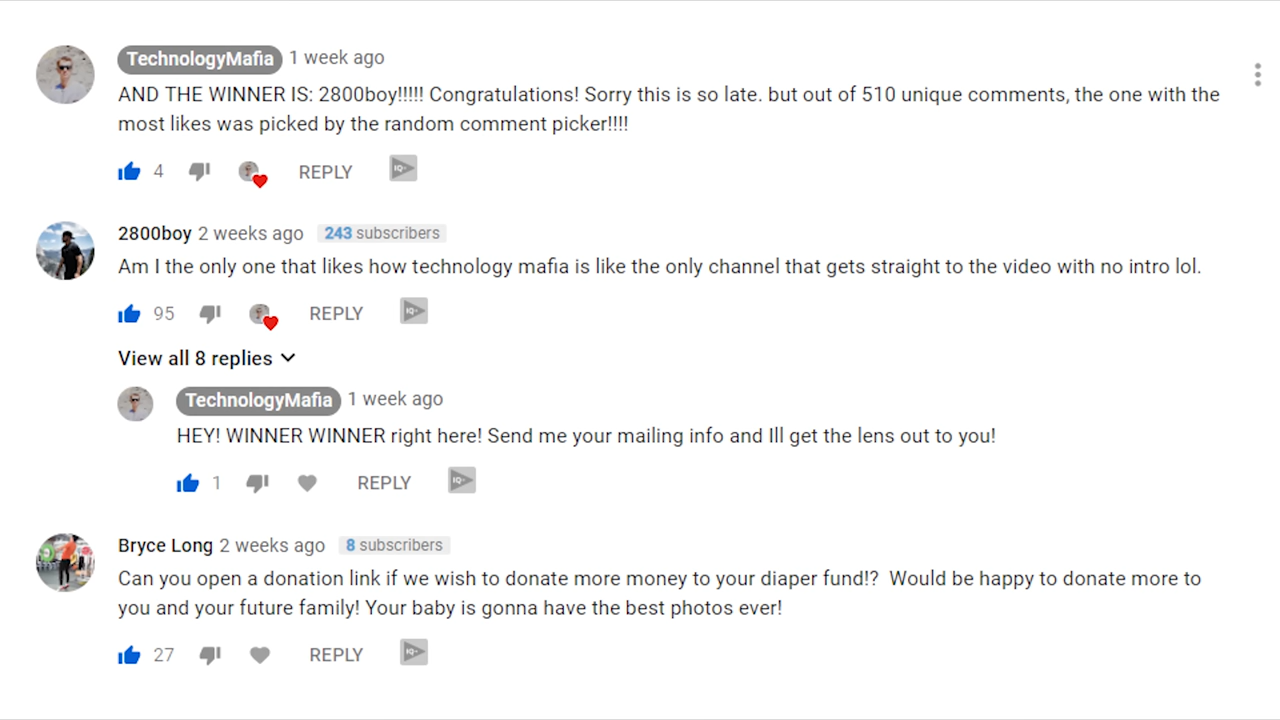 TechnologyMafia 1 week ago
AND THE WINNER IS: 2800boy!!!!! Congratulations! Sorry this is so late. but out of 510 unique comments, the one with the
most likes was picked by the random comment picker!!!!
4 REPLY IQ+
2800boy 2 weeks ago 243 subscribers
Am I the only one that likes how technology mafia is like the only channel that gets straight to the video with no intro lol.
95 REPLY IQ+
View all 8 replies
TechnologyMafia 1 week ago
HEY! WINNER WINNER right here! Send me your mailing info and Ill get the lens out to you!
1 REPLY IQ+
Bryce Long 2 weeks ago 8 subscribers
Can you open a donation link if we wish to donate more money to your diaper fund!? Would be happy to donate more to
you and your future family! Your baby is gonna have the best photos ever!
27 REPLY IQ+